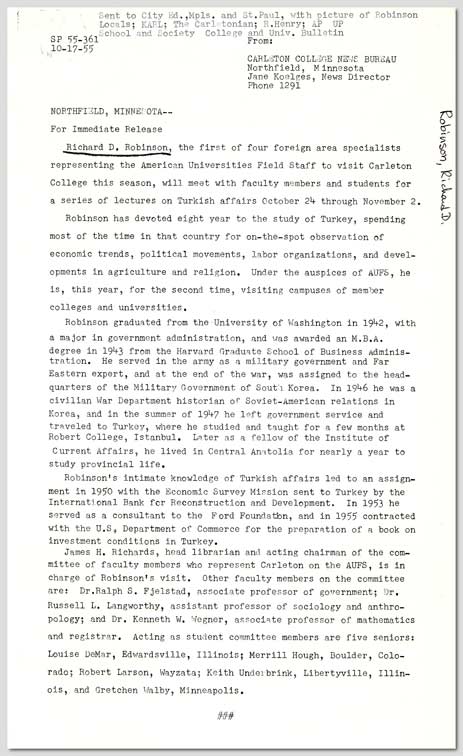 Sent to City Ed.,Mpls. and St.Paul, with picture of Robinson
Locals; KARL; The Carletonian; R.Henry; AP UP
School and Society College and Univ. Bulletin
SP 55-361
From:
10-17-55
CARLETON COLLEGE NEWS BUREAU
Northfield, Minnesota
Jane Koelges, News Director
Phone 1291
Robinson, Richard D.
NORTHFIELD, MINNESOTA--
For Immediate Release
Richard D. Robinson, the first of four foreign area specialists
representing the American Universities Field Staff to visit Carleton
College this season, will meet with faculty members and students for
a series of lectures on Turkish affairs October 24 through November 2.
Robinson has devoted eight year to the study of Turkey, spending
most of the time in that country for on-the-spot observation of
economic trends, political movements, labor organizations, and devel-
opments in agriculture and religion. Under the auspices of AUFS, he
is, this year, for the second time, visiting campuses of member
colleges and universities.
Robinson graduated from the University of Washington in 1942, with
a major in government administration, and was awarded an M.B.A.
degree in 1943 from the Harvard Graduate School of Business Adminis-
tration. He served in the army as a military government and Far
Eastern expert, and at the end of the war, was assigned to the head-
quarters of the Military Government of South Korea. In 1946 he was a
civilian War Department historian of Soviet-American relations in
Korea, and in the summer of 1947 he left government service and
traveled to Turkey, where he studied and taught for a few months at
Robert College, Istanbul. Later as a fellow of the Institute of
Current Affairs, he lived in Central Anatolia for nearly a year to
study provincial life.
Robinson's intimate knowledge of Turkish affairs led to an assign-
ment in 1950 with the Economic Survey Mission sent to Turkey by the
International Bank for Reconstruction and Development. In 1953 he
served as a consultant to the Ford Foundatbn, and in 1955 contracted
with the U.S, Department of Commerce for the preparation of a book on
investment conditions in Turkey.
James H. Richards, head librarian and acting chairman of the com-
mittee of faculty members who represent Carleton on the AUFS, is in
charge of Robinson's visit. Other faculty members on the committee
are: Dr.Ralph S. Fjelstad, associate professor of government; Dr.
Russell L. Langworthy, assistant professor of sociology and anthro-
pology; and Dr. Kenneth W. Wegner, associate professor of mathematics
and registrar. Acting as student committee members are five seniors:
Louise DeMar, Edwardsville, Illinois; Merrill Hough, Boulder, Colo-
rado; Robert Larson, Wayzata; Keith Underbrink, Libertyville, Illin-
ois, and Gretchen Walby, Minneapolis.
###